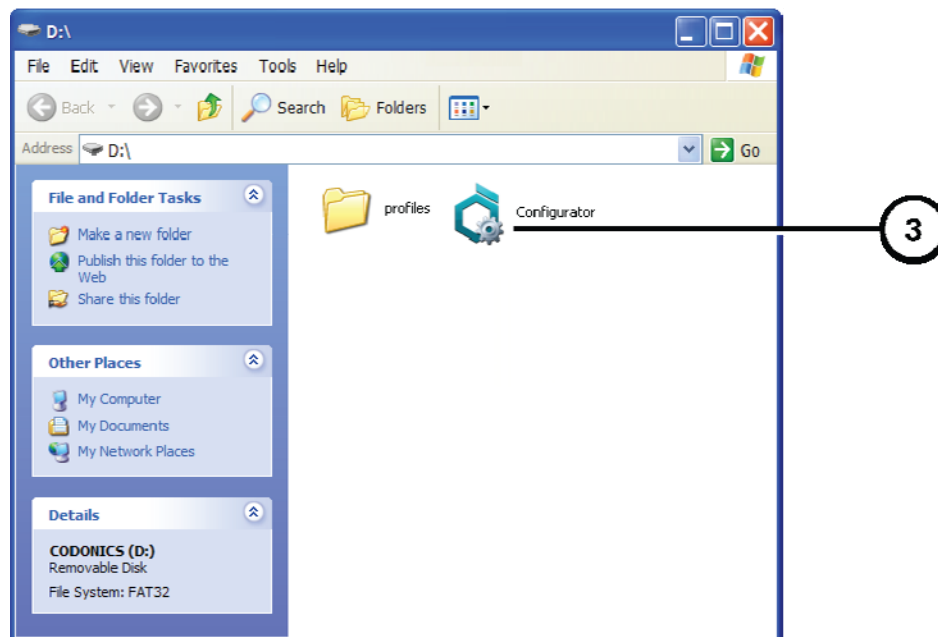 D:\
File Edit View Favorites Tools Help
Back Search Folders
Address D:\ Go
File and Folder Tasks
Make a new folder
Publish this folder to the
Web
Share this folder
Other Places
My Computer
My Documents
My Network Places
Details
CODONICS (D:)
Removable Disk
File System: FAT32
profiles
Configurator
3